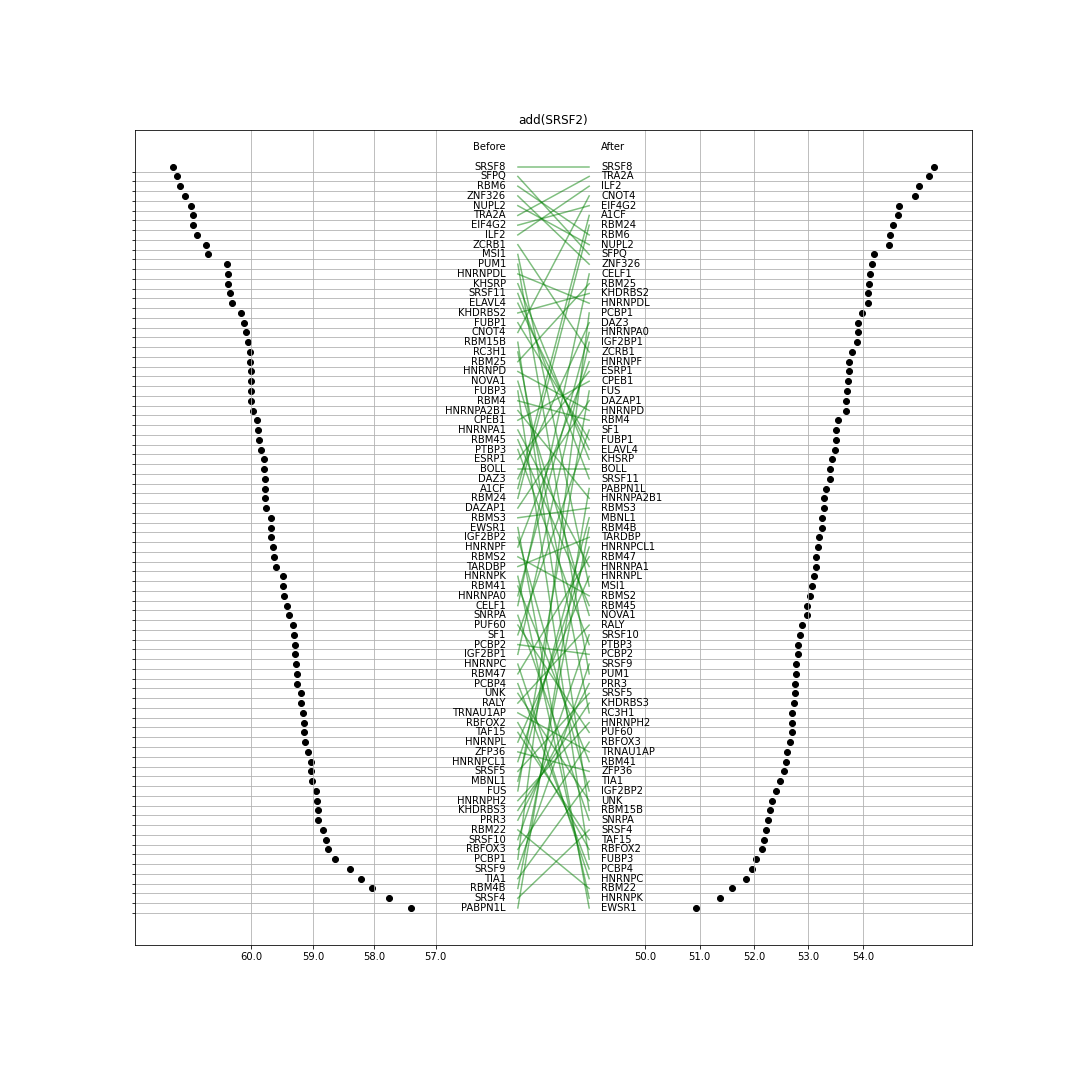 add(SRSF2)
Before After
SRSF8 SRSF8
SFPQ TRA2A
RBM6 ILF2
ZNF326 CNOT4
NUPL2 EIF4G2
TRA2A A1CF
EIF4G2 RBM24
ILF2 RBM6
ZCRB1 NUPL2
MSI1 SFPQ
PUM1 ZNF326
HNRNPDL CELF1
KHSRP RBM25
SRSF11 KHDRBS2
ELAVL4 HNRNPDL
KHDRBS2 PCBP1
FUBP1 DAZ3
CNOT4 HNRNPA0
RBM15B IGF2BP1
RC3H1 ZCRB1
RBM25 HNRNPF
HNRNPD ESRP1
NOVA1 CPEB1
FUBP3 FUS
RBM4 DAZAP1
HNRNPA2B1 HNRNPD
CPEB1 RBM4
HNRNPA1 SF1
RBM45 FUBP1
PTBP3 ELAVL4
ESRP1 KHSRP
BOLL BOLL
DAZ3 SRSF11
A1CF PABPN1L
RBM24 HNRNPA2B1
DAZAP1 RBMS3
RBMS3 MBNL1
EWSR1 RBM4B
IGF2BP2 TARDBP
HNRNPF HNRNPCL1
RBMS2 RBM47
TARDBP HNRNPA1
HNRNPK HNRNPL
RBM41 MSI1
HNRNPA0 RBMS2
CELF1 RBM45
SNRPA NOVA1
PUF60 RALY
SF1 SRSF10
PCBP2 PTBP3
IGF2BP1 PCBP2
HNRNPC SRSF9
RBM47 PUM1
PCBP4 PRR3
UNK SRSF5
RALY KHDRBS3
TRNAU1AP RC3H1
RBFOX2 HNRNPH2
TAF15 PUF60
HNRNPL RBFOX3
ZFP36 TRNAU1AP
HNRNPCL1 RBM41
SRSF5 ZFP36
MBNL1 TIA1
FUS IGF2BP2
HNRNPH2 UNK
KHDRBS3 RBM15B
PRR3 SNRPA
RBM22 SRSF4
SRSF10 TAF15
RBFOX3 RBFOX2
PCBP1 FUBP3
SRSF9 PCBP4
TIA1 HNRNPC
RBM4B RBM22
SRSF4 HNRNPK
PABPN1L EWSR1
60.0 59.0 58.0 57.0 50.0 51.0 52.0 53.0 54.0